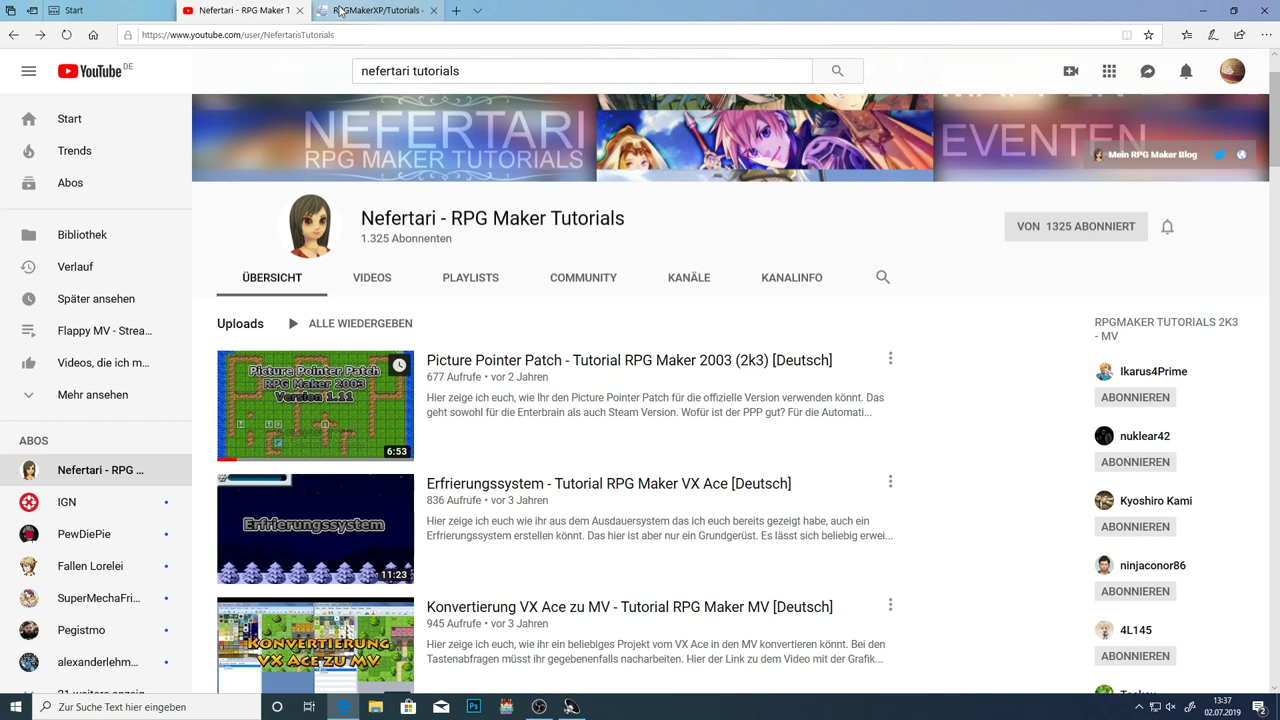 Start
Nefertari - RPG Maker T
RPGMakerXP/Tutorials -
https://www.youtube.com/user/NefertarisTutorials
YouTube DE
nefertari tutorials
Start
Trends
Abos
Bibliothek
Verlauf
Später ansehen
Flappy MV - Strea...
Videos, die ich m...
Mehr ansehen
ABOS
Nefertari - RPG ...
IGN
PewDiePie
Fallen Lorelei
SuperMechaFri...
Pegistmo
alexanderlehm...
NEFERTARI
RPG MAKER TUTORIALS
EVENTEN
Mein RPG Maker Blog
Nefertari - RPG Maker Tutorials
1.325 Abonnenten
VON 1325 ABONNIERT
ÜBERSICHT
VIDEOS
PLAYLISTS
COMMUNITY
KANÄLE
KANALINFO
Uploads
ALLE WIEDERGEBEN
Picture Pointer Patch
RPG Maker 2003
Version 1.11
6:53
Picture Pointer Patch - Tutorial RPG Maker 2003 (2k3) [Deutsch]
677 Aufrufe • vor 2 Jahren
Hier zeige ich euch, wie Ihr den Picture Pointer Patch für die offizielle Version verwenden könnt. Das
geht sowohl für die Enterbrain als auch Steam Version. Wofür ist der PPP gut? Für die Automati...
Erfrierungssystem
11:23
Erfrierungssystem - Tutorial RPG Maker VX Ace [Deutsch]
836 Aufrufe • vor 3 Jahren
Hier zeige ich euch wie ihr aus dem Ausdauersystem das ich euch bereits gezeigt habe, auch ein
Erfrierungssystem erstellen könnt. Das hier ist aber nur ein Grundgerüst. Es lässt sich beliebig erwei...
KONVERTIERUNG
VX ACE ZU MV
Konvertierung VX Ace zu MV - Tutorial RPG Maker MV [Deutsch]
945 Aufrufe • vor 3 Jahren
Hier zeige ich euch, wie ihr ein beliebiges Projekt vom VX Ace in den MV konvertieren könnt. Bei den
Tastenabfragen müsst ihr gegebenenfalls nacharbeiten. Hier der Link zu dem Video mit der Grafik...
RPGMAKER TUTORIALS 2K3
- MV
Ikarus4Prime
ABONNIEREN
nuklear42
ABONNIEREN
Kyoshiro Kami
ABONNIEREN
ninjaconor86
ABONNIEREN
4L145
ABONNIEREN
Zur Suche Text hier eingeben
Ps
13:37
02.07.2019
2